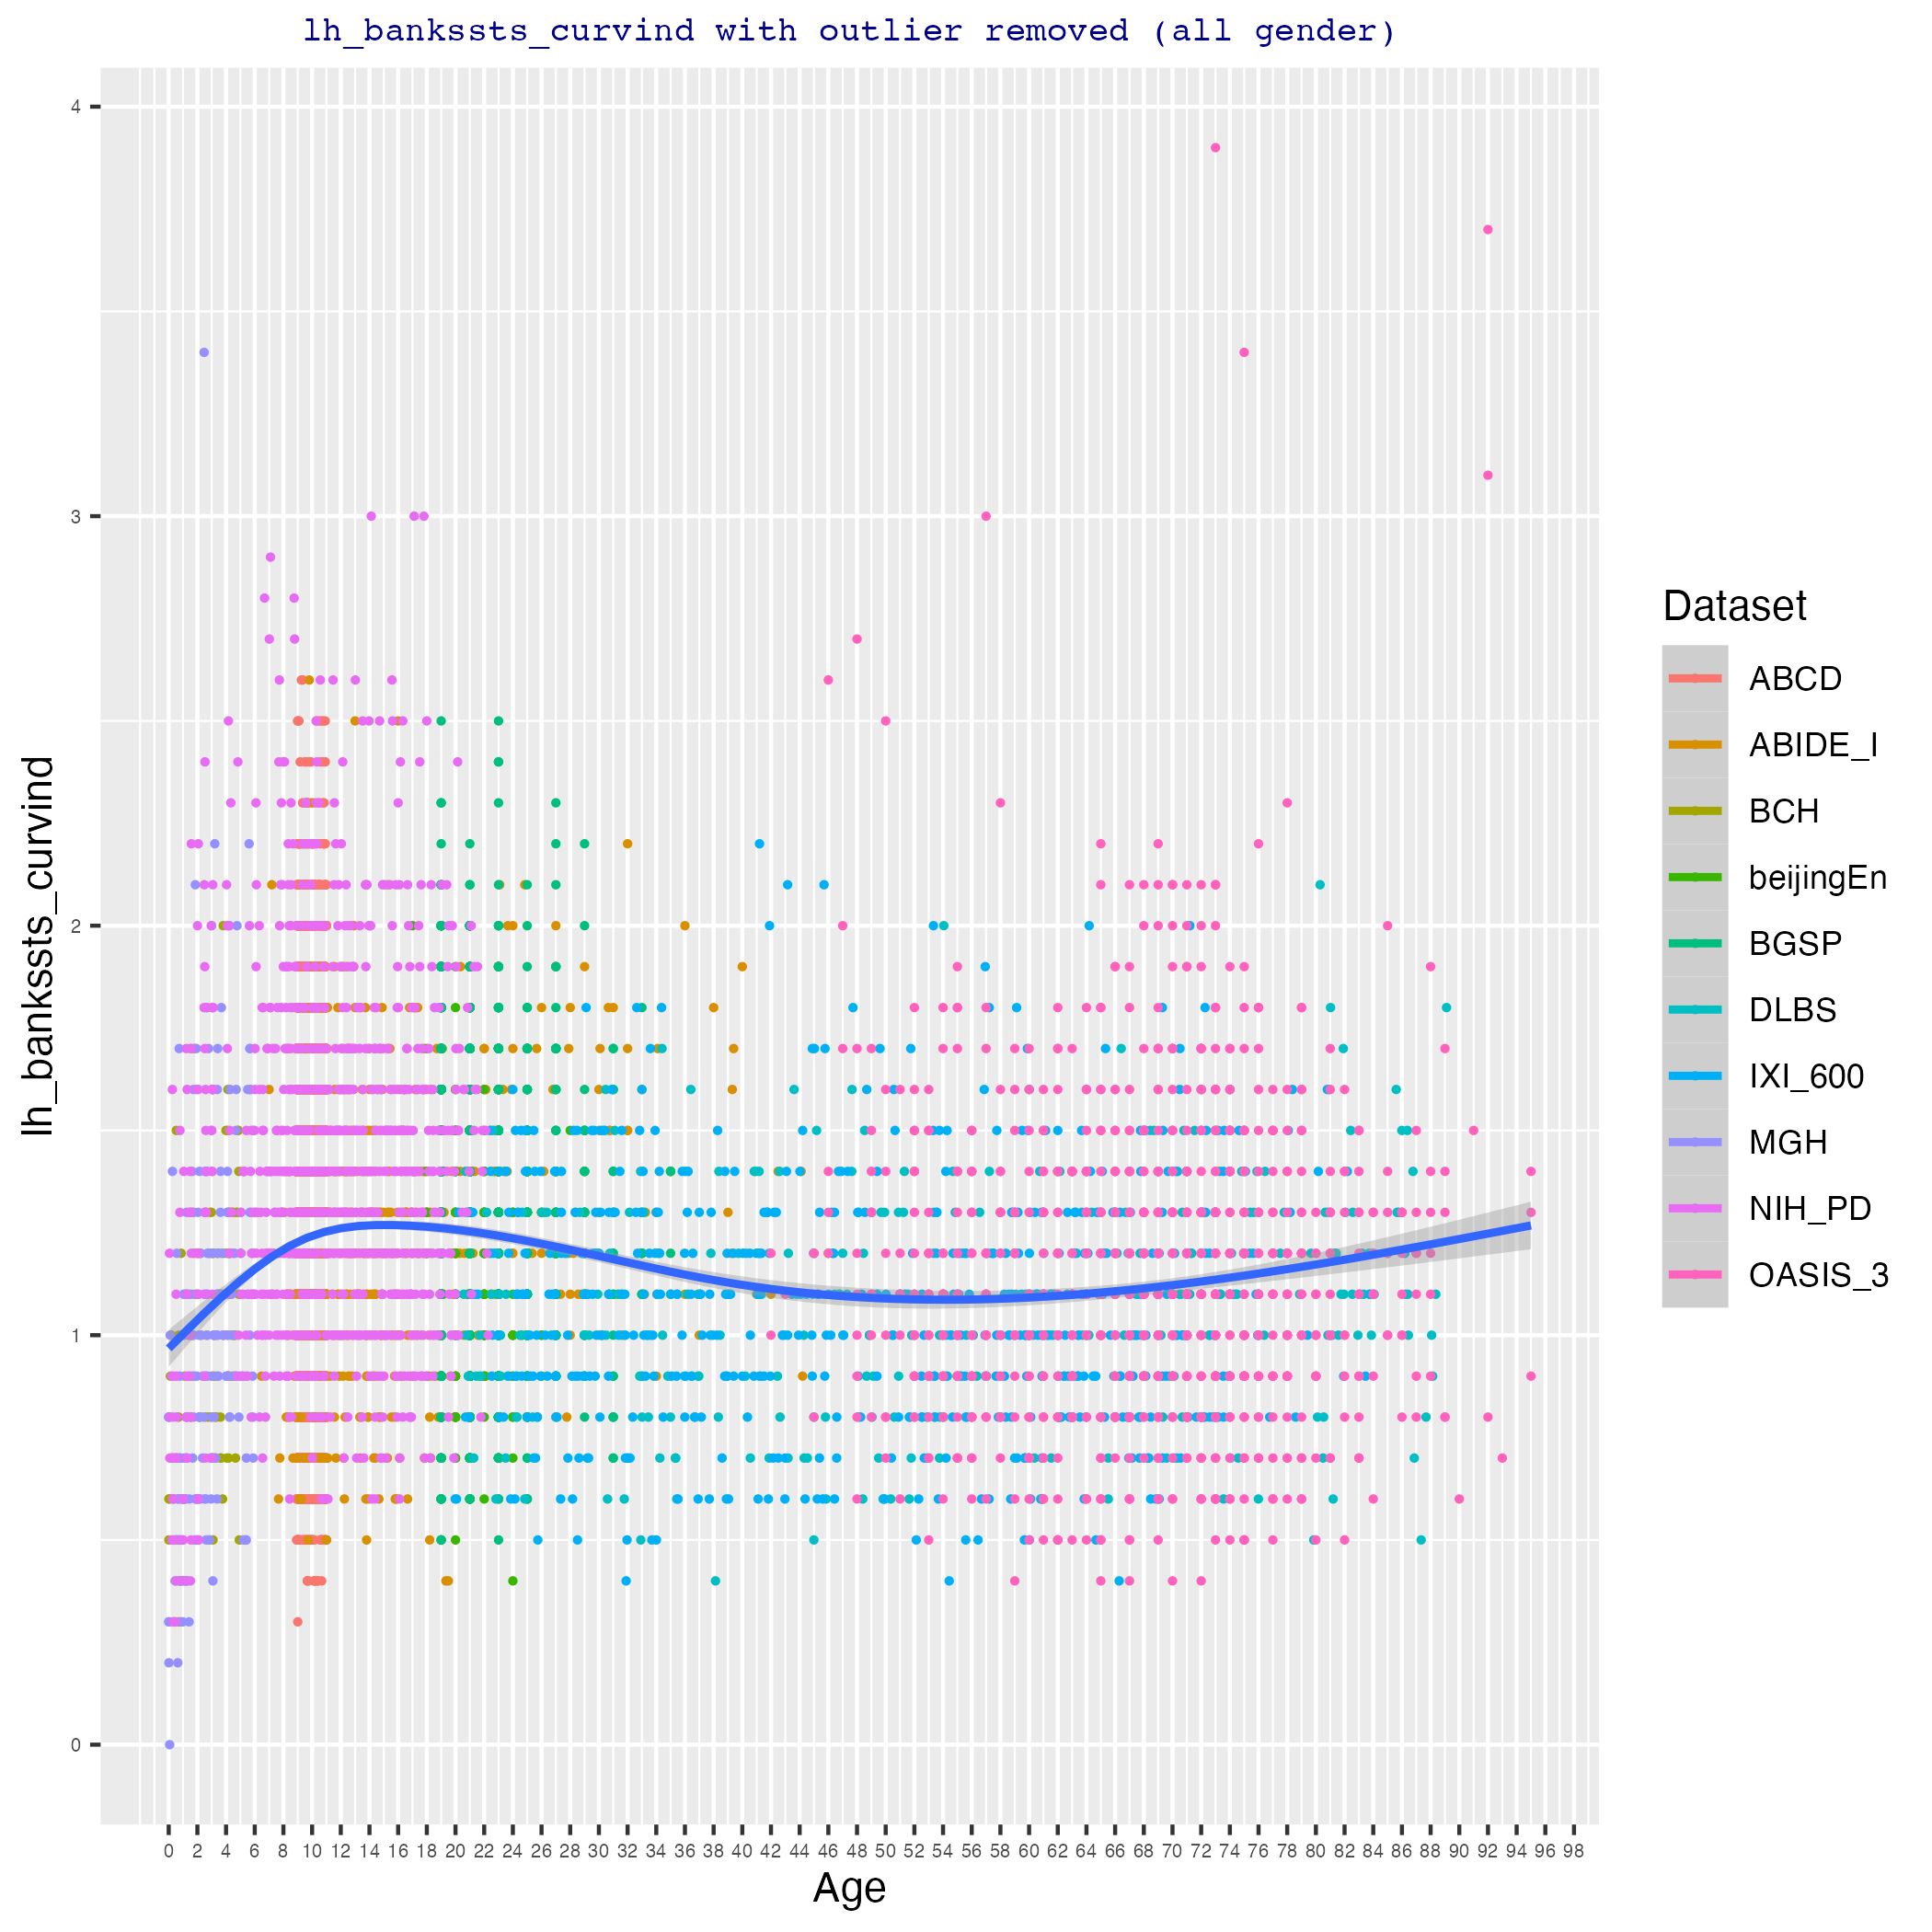 lh_bankssts_curvind with outlier removed (all gender)
4
3
2
1
0
lh_bankssts_curvind
0 2 4 6 8 10 12 14 16 18 20 22 24 26 28 30 32 34 36 38 40 42 44 46 48 50 52 54 56 58 60 62 64 66 68 70 72 74 76 78 80 82 84 86 88 90 92 94 96 98
Age
Dataset
ABCD
ABIDE_I
BCH
beijingEn
BGSP
DLBS
IXI_600
MGH
NIH_PD
OASIS_3